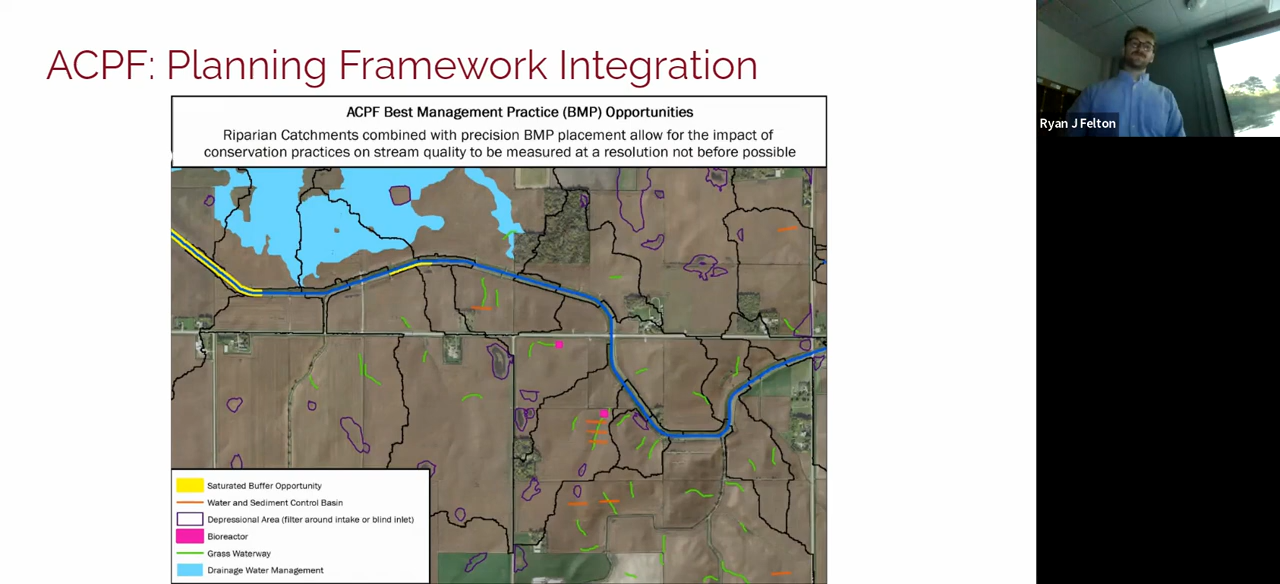 ACPF: Planning Framework Integration
ACPF Best Management Practice (BMP) Opportunities
Riparian Catchments combined with precision BMP placement allow for the impact of
conservation practices on stream quality to be measured at a resolution not before possible
Saturated Buffer Opportunity
Water and Sediment Control Basin
Depressional Area (filter around intake or blind inlet)
Bioreactor
Grass Waterway
Drainage Water Management
Ryan J Felton